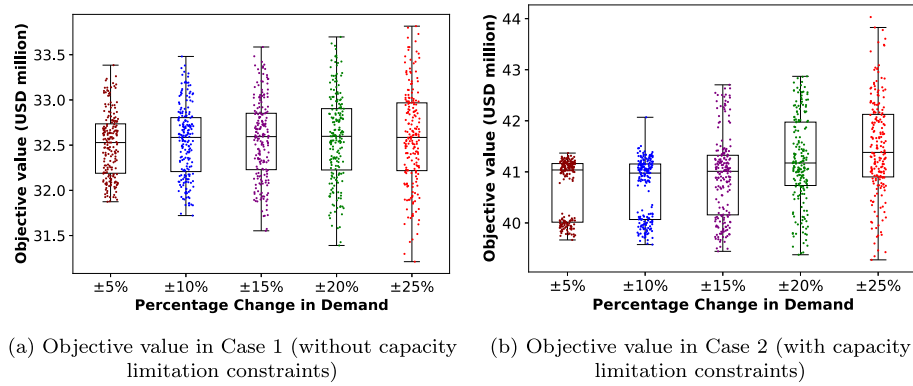 Objective value (USD million)
33.5
33.0
32.5
32.0
31.5
±5% ±10% ±15% ±20% ±25%
Percentage Change in Demand
(a) Objective value in Case 1 (without capacity
limitation constraints)
Objective value (USD million)
44
43
42
41
40
±5% ±10% ±15% ±20% ±25%
Percentage Change in Demand
(b) Objective value in Case 2 (with capacity
limitation constraints)